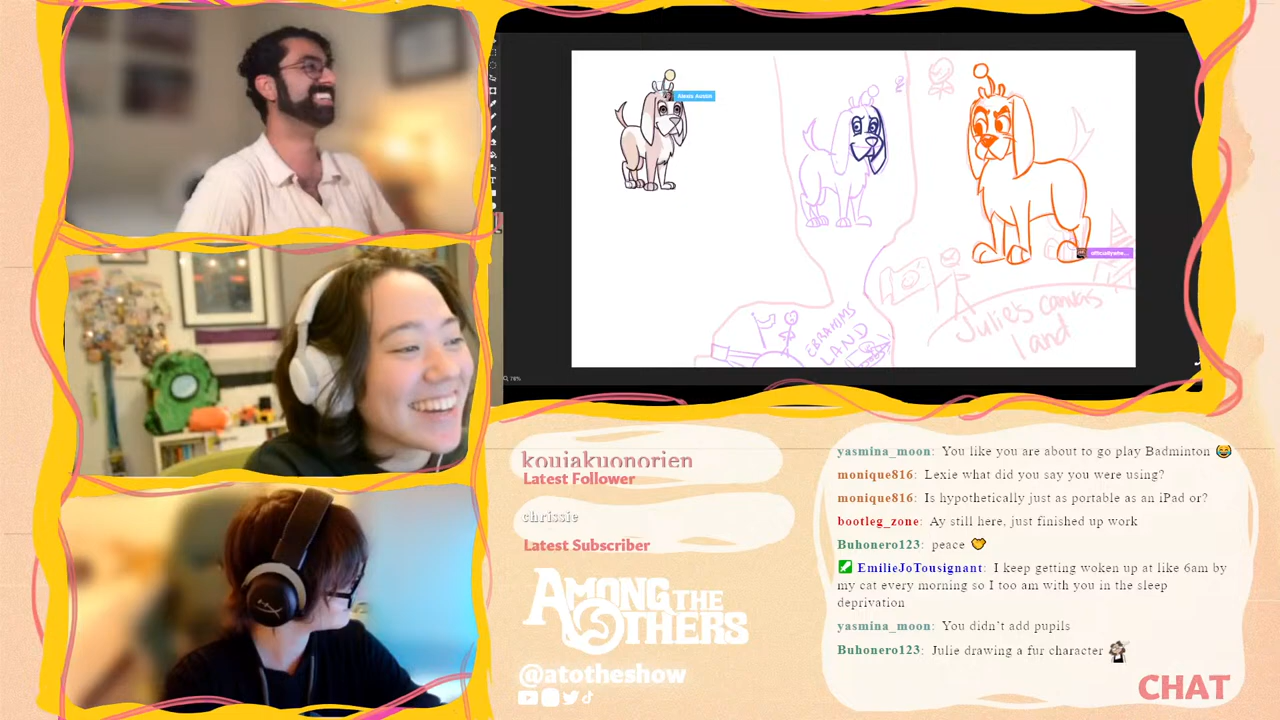 Alexis Austin
officiallywho...
EBRAHIMS
LAND
Julie's canvas
land
78%
kouiakuonorien
Latest Follower
chrissie
Latest Subscriber
AMONG THE
OTHERS
@atotheshow
yasmina_moon: You like you are about to go play Badminton 😂
monique816: Lexie what did you say you were using?
monique816: Is hypothetically just as portable as an iPad or?
bootleg_zone: Ay still here, just finished up work
Buhonero123: peace
EmilieJoTousignant: I keep getting woken up at like 6am by
my cat every morning so I too am with you in the sleep
deprivation
yasmina_moon: You didn't add pupils
Buhonero123: Julie drawing a fur character
CHAT